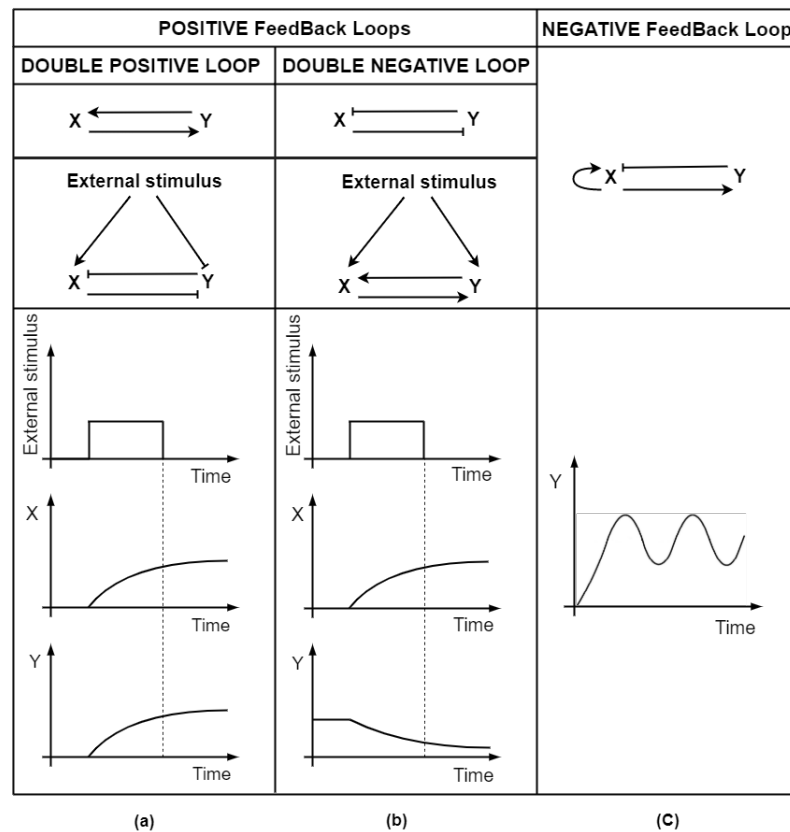 POSITIVE FeedBack Loops
NEGATIVE FeedBack Loop
DOUBLE POSITIVE LOOP
DOUBLE NEGATIVE LOOP
X Y
X Y
X Y
External stimulus
External stimulus
X Y
X Y
External stimulus
Time
External stimulus
Time
X
Time
X
Time
Y
Time
Y
Time
Y
Time
(a)
(b)
(C)